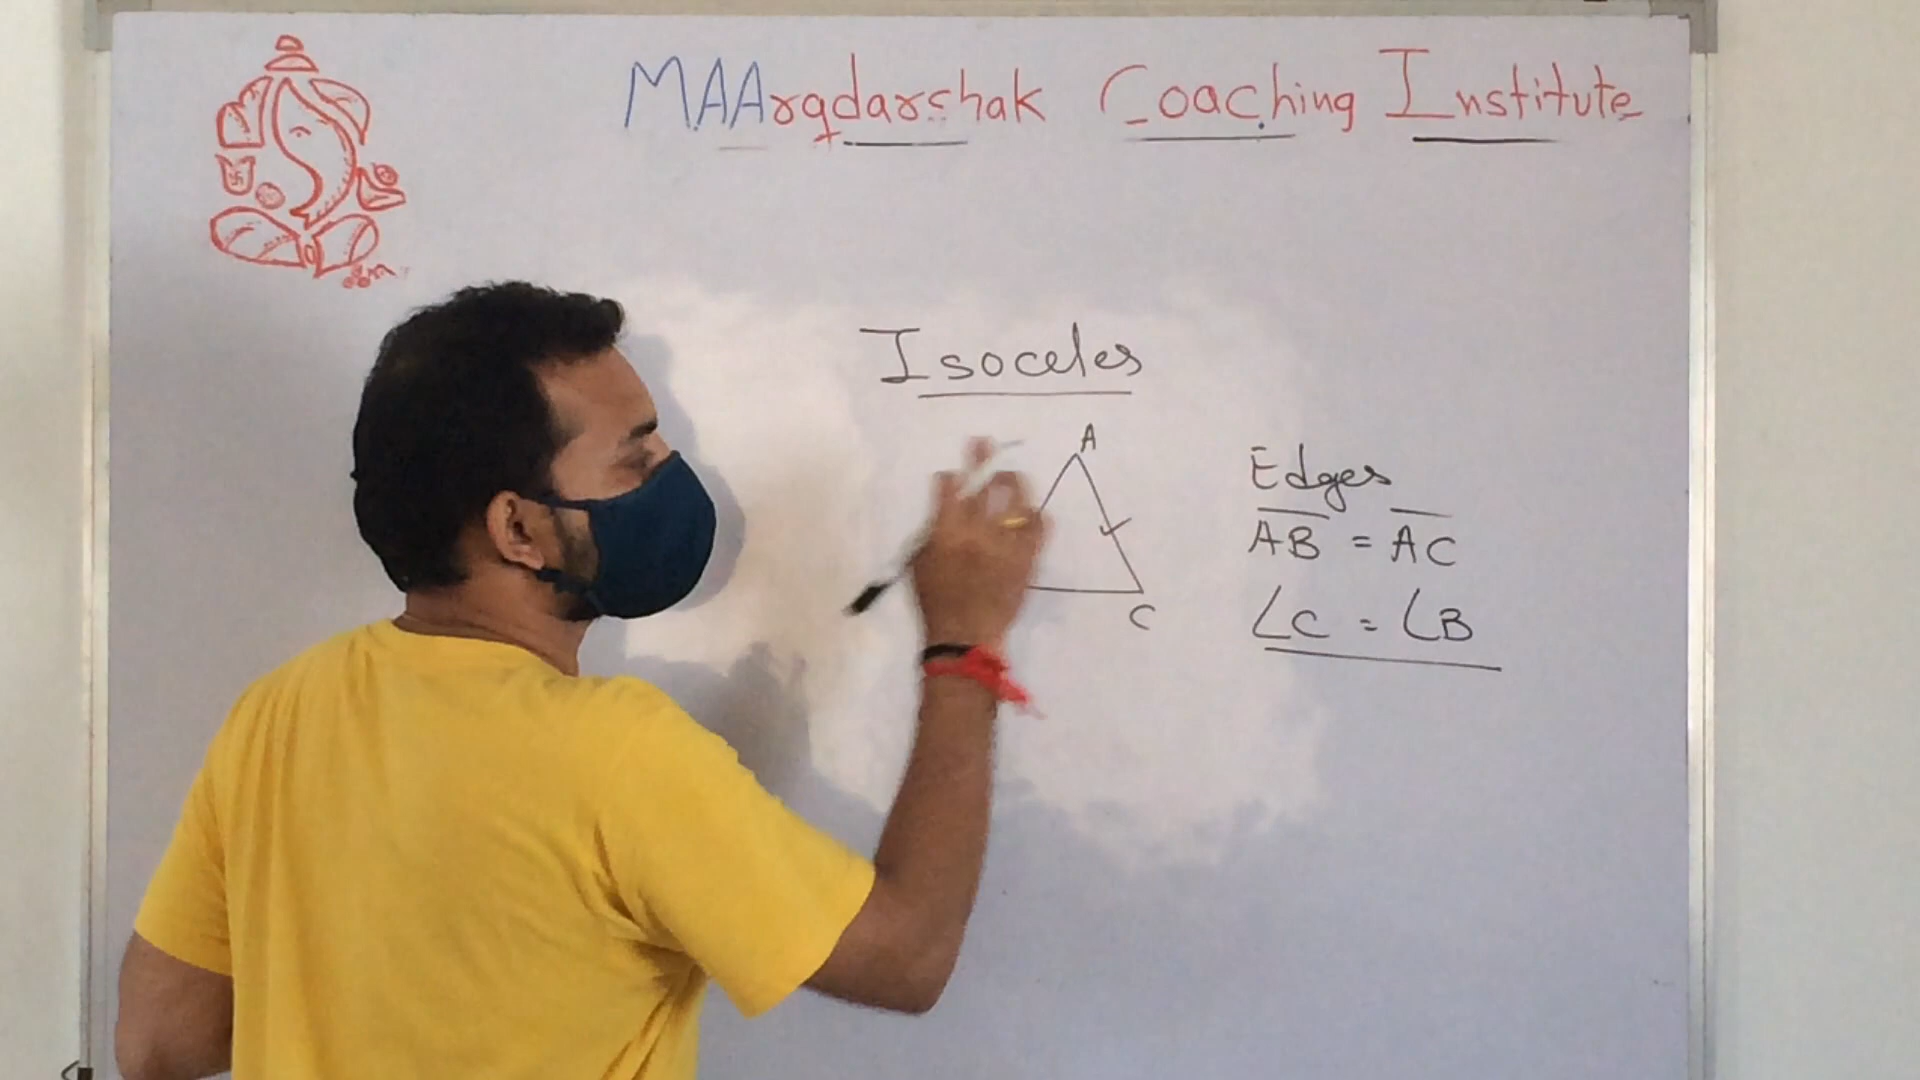 MAArgdarshak Coaching Institute
Isoceles
A
C
Edges
AB = AC
∠C = ∠B